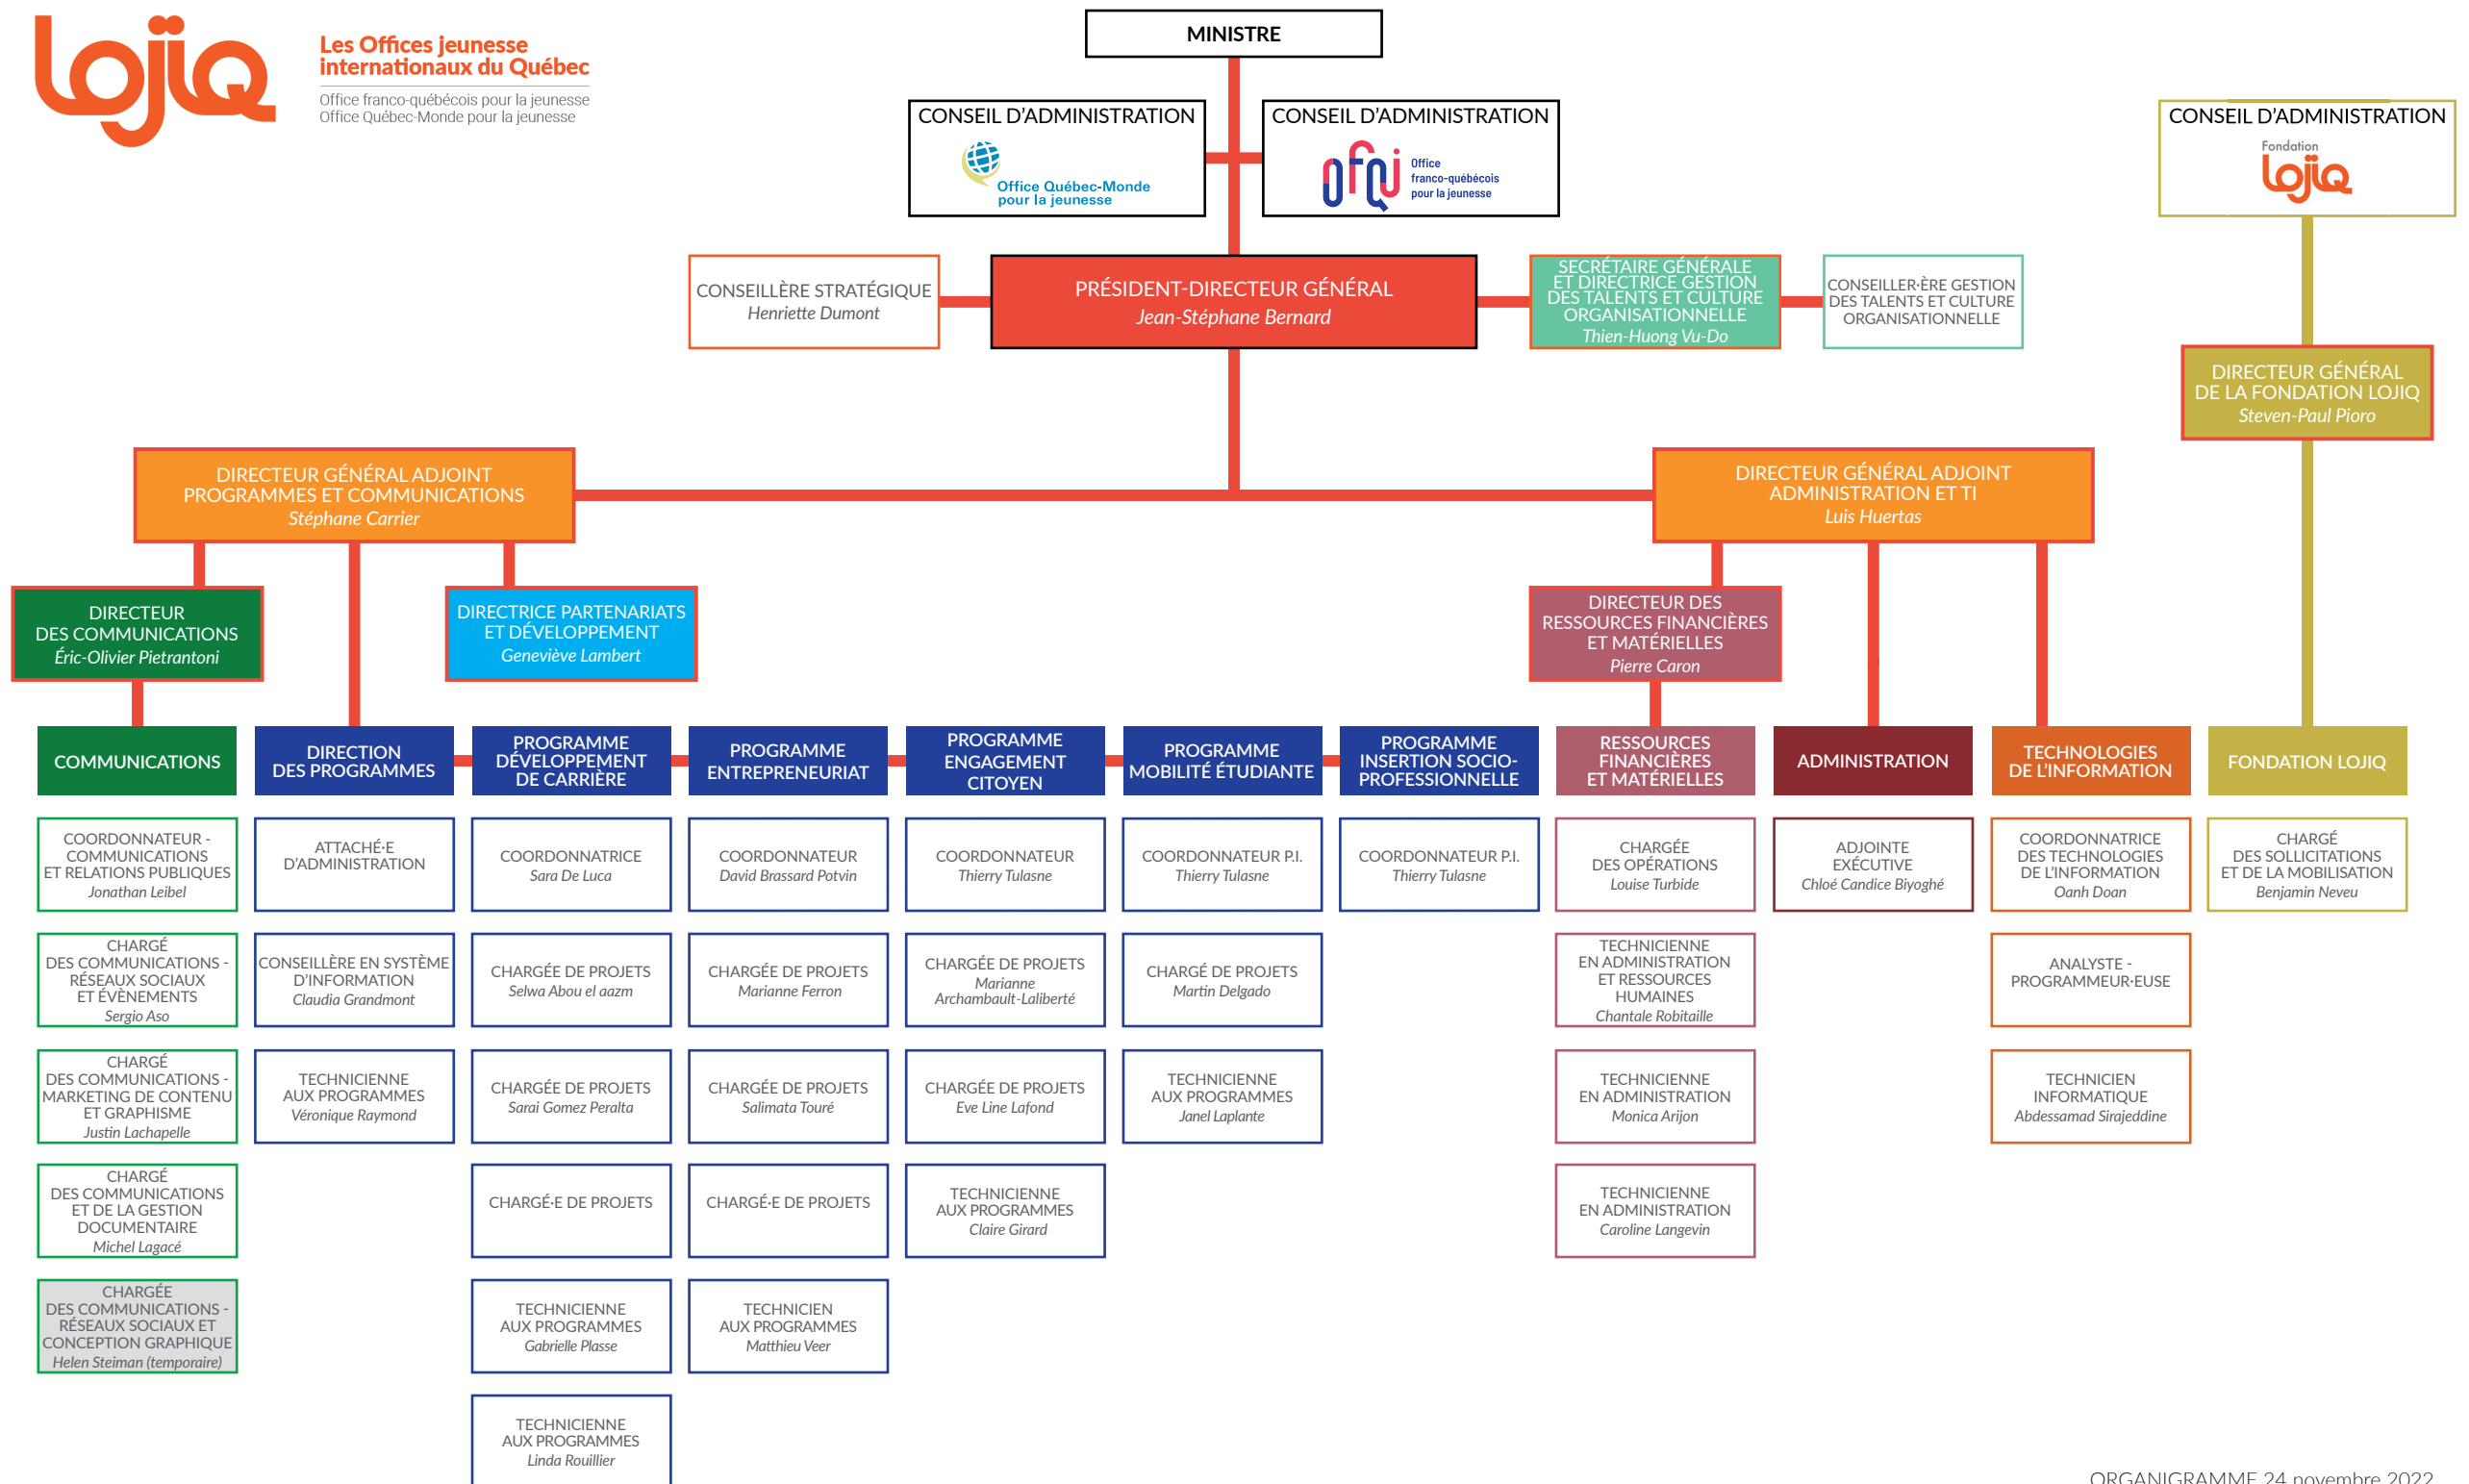 lojiq
Les Offices jeunesse
internationaux du Québec
Office franco-québécois pour la jeunesse
Office Québec-Monde pour la jeunesse
MINISTRE
CONSEIL D'ADMINISTRATION
Office Québec-Monde
pour la jeunesse
CONSEIL D'ADMINISTRATION
ofqj
Office
franco-québécois
pour la jeunesse
CONSEIL D'ADMINISTRATION
Fondation
lojiq
CONSEILLÈRE STRATÉGIQUE
Henriette Dumont
PRÉSIDENT-DIRECTEUR GÉNÉRAL
Jean-Stéphane Bernard
SECRÉTAIRE GÉNÉRALE
ET DIRECTRICE GESTION
DES TALENTS ET CULTURE
ORGANISATIONNELLE
Thien-Huong Vu-Do
CONSEILLER·ÈRE GESTION
DES TALENTS ET CULTURE
ORGANISATIONNELLE
DIRECTEUR GÉNÉRAL
DE LA FONDATION LOJIQ
Steven-Paul Pioro
DIRECTEUR GÉNÉRAL ADJOINT
PROGRAMMES ET COMMUNICATIONS
Stéphane Carrier
DIRECTEUR GÉNÉRAL ADJOINT
ADMINISTRATION ET TI
Luis Huertas
DIRECTEUR
DES COMMUNICATIONS
Éric-Olivier Pietrantoni
DIRECTRICE PARTENARIATS
ET DÉVELOPPEMENT
Geneviève Lambert
DIRECTEUR DES
RESSOURCES FINANCIÈRES
ET MATÉRIELLES
Pierre Caron
COMMUNICATIONS
COORDONNATEUR -
COMMUNICATIONS
ET RELATIONS PUBLIQUES
Jonathan Leibel
CHARGÉ
DES COMMUNICATIONS -
RÉSEAUX SOCIAUX
ET ÉVÈNEMENTS
Sergio Aso
CHARGÉ
DES COMMUNICATIONS -
MARKETING DE CONTENU
ET GRAPHISME
Justin Lachapelle
CHARGÉ
DES COMMUNICATIONS
ET DE LA GESTION
DOCUMENTAIRE
Michel Lagacé
CHARGÉE
DES COMMUNICATIONS -
RÉSEAUX SOCIAUX ET
CONCEPTION GRAPHIQUE
Helen Steiman (temporaire)
DIRECTION
DES PROGRAMMES
ATTACHÉ·E
D'ADMINISTRATION
CONSEILLÈRE EN SYSTÈME
D'INFORMATION
Claudia Grandmont
TECHNICIENNE
AUX PROGRAMMES
Véronique Raymond
PROGRAMME
DÉVELOPPEMENT
DE CARRIÈRE
COORDONNATRICE
Sara De Luca
CHARGÉE DE PROJETS
Selwa Abou el aazm
CHARGÉE DE PROJETS
Sarai Gomez Peralta
CHARGÉ·E DE PROJETS
TECHNICIENNE
AUX PROGRAMMES
Gabrielle Plasse
TECHNICIENNE
AUX PROGRAMMES
Linda Rouillier
PROGRAMME
ENTREPRENEURIAT
COORDONNATEUR
David Brassard Potvin
CHARGÉE DE PROJETS
Marianne Ferron
CHARGÉE DE PROJETS
Salimata Touré
CHARGÉ·E DE PROJETS
TECHNICIEN
AUX PROGRAMMES
Matthieu Veer
PROGRAMME
ENGAGEMENT
CITOYEN
COORDONNATEUR
Thierry Tulasne
CHARGÉE DE PROJETS
Marianne
Archambault-Laliberté
CHARGÉE DE PROJETS
Eve Line Lafond
TECHNICIENNE
AUX PROGRAMMES
Claire Girard
PROGRAMME
MOBILITÉ ÉTUDIANTE
COORDONNATEUR P.I.
Thierry Tulasne
CHARGÉ DE PROJETS
Martin Delgado
TECHNICIENNE
AUX PROGRAMMES
Janel Laplante
PROGRAMME
INSERTION SOCIO-
PROFESSIONNELLE
COORDONNATEUR P.I.
Thierry Tulasne
RESSOURCES
FINANCIÈRES
ET MATÉRIELLES
CHARGÉE
DES OPÉRATIONS
Louise Turbide
TECHNICIENNE
EN ADMINISTRATION
ET RESSOURCES
HUMAINES
Chantale Robitaille
TECHNICIENNE
EN ADMINISTRATION
Monica Arijon
TECHNICIENNE
EN ADMINISTRATION
Caroline Langevin
ADMINISTRATION
ADJOINTE
EXÉCUTIVE
Chloé Candice Biyoghé
TECHNOLOGIES
DE L'INFORMATION
COORDONNATRICE
DES TECHNOLOGIES
DE L'INFORMATION
Oanh Doan
ANALYSTE -
PROGRAMMEUR·EUSE
TECHNICIEN
INFORMATIQUE
Abdessamad Sirajeddine
FONDATION LOJIQ
CHARGÉ
DES SOLLICITATIONS
ET DE LA MOBILISATION
Benjamin Neveu
ORGANIGRAMME 24 novembre 2022